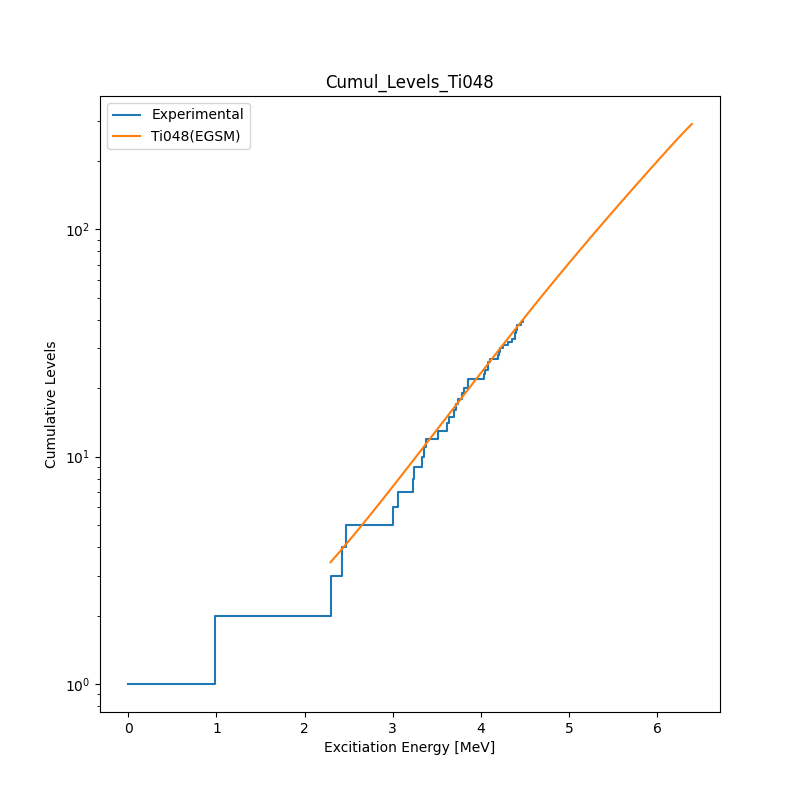 Cumul_Levels_Ti048
Experimental
Ti048(EGSM)
Cumulative Levels
10²
10¹
10⁰
0 1 2 3 4 5 6
Excitiation Energy [MeV]